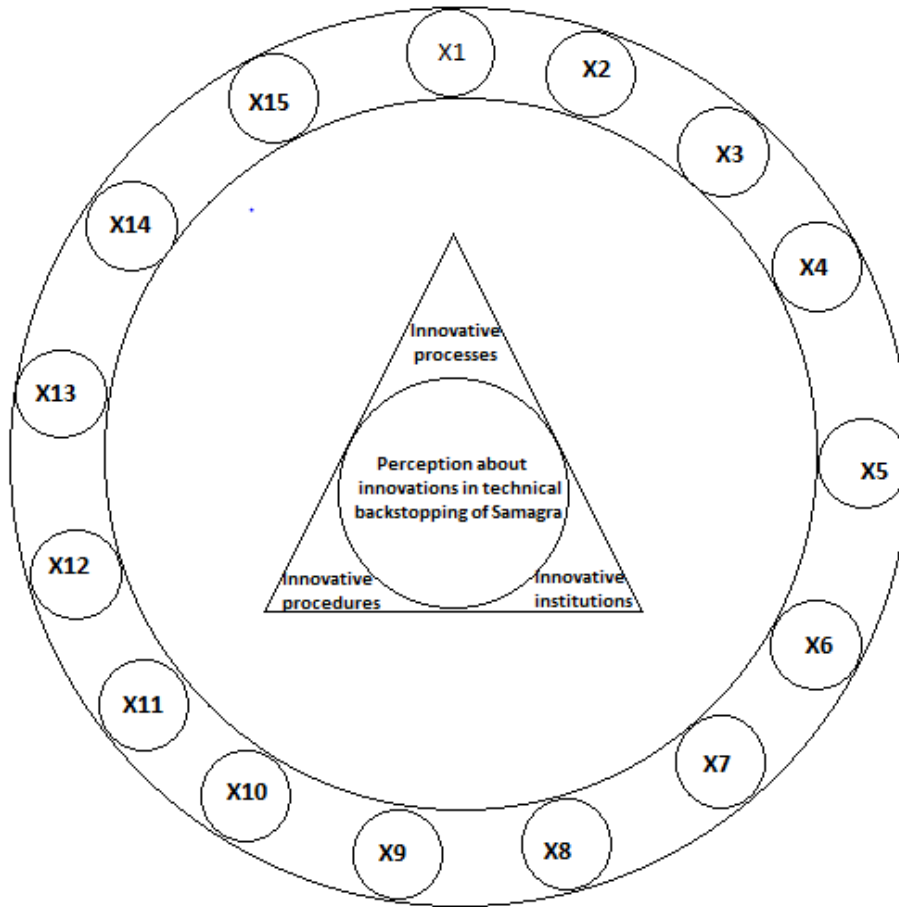 X1
X2
X3
X4
X5
X6
X7
X8
X9
X10
X11
X12
X13
X14
X15
Innovative
processes
Perception about
innovations in technical
backstopping of Samagra
Innovative
procedures
Innovative
institutions